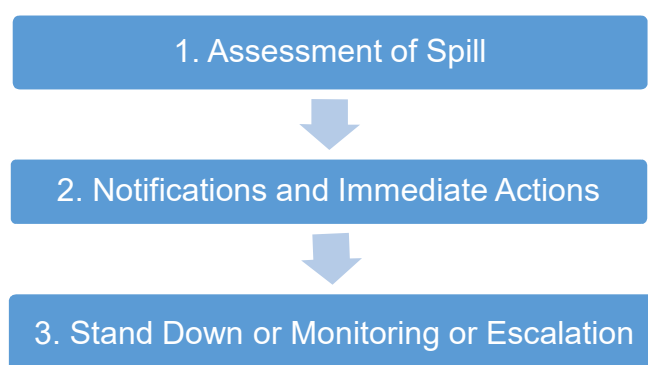 1. Assessment of Spill
2. Notifications and Immediate Actions
3. Stand Down or Monitoring or Escalation